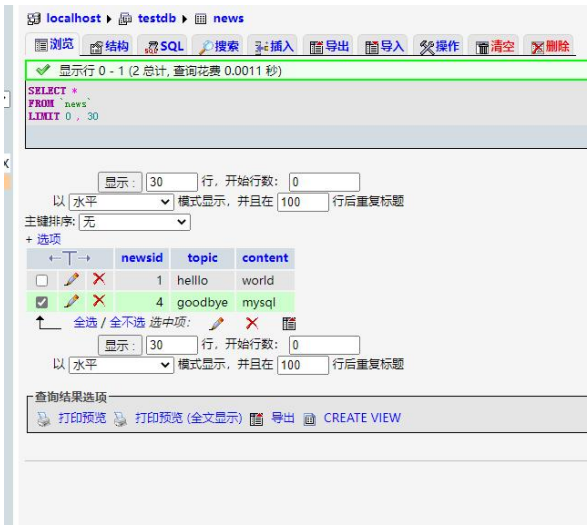 localhost ▸ testdb ▸ news
浏览 结构 SQL 搜索 插入 导出 导入 操作 清空 删除
显示行 0 - 1 (2 总计, 查询花费 0.0011 秒)
SELECT *
FROM `news`
LIMIT 0 , 30
显示 : 30 行, 开始行数: 0
以 水平 模式显示, 并且在 100 行后重复标题
主键排序: 无
+ 选项
←T→ newsid topic content
1 helllo world
4 goodbye mysql
全选 / 全不选 选中项:
显示 : 30 行, 开始行数: 0
以 水平 模式显示, 并且在 100 行后重复标题
查询结果选项
打印预览 打印预览 (全文显示) 导出 CREATE VIEW